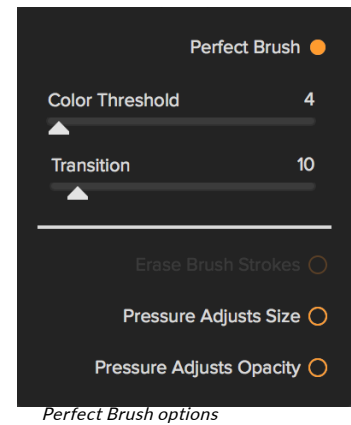 Perfect Brush
Color Threshold 4
Transition 10
Erase Brush Strokes
Pressure Adjusts Size
Pressure Adjusts Opacity
Perfect Brush options